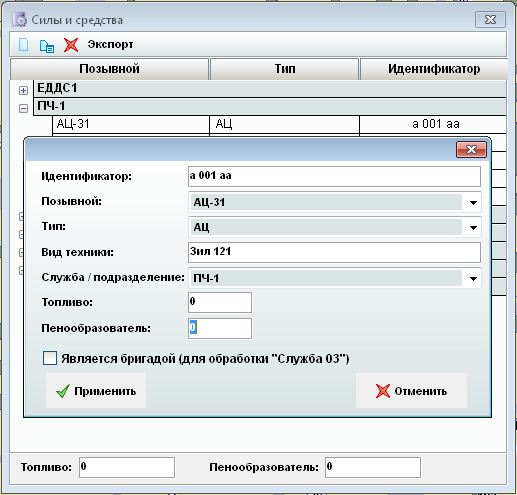 Силы и средства
Экспорт
Позывной Тип Идентификатор
ЕДДС1
ПЧ-1
АЦ-31 АЦ а 001 аа
Идентификатор: а 001 аа
Позывной: АЦ-31
Тип: АЦ
Вид техники: Зил 121
Служба / подразделение: ПЧ-1
Топливо: 0
Пенообразователь: 0
Является бригадой (для обработки "Служба 03")
Применить Отменить
Топливо: 0 Пенообразователь: 0